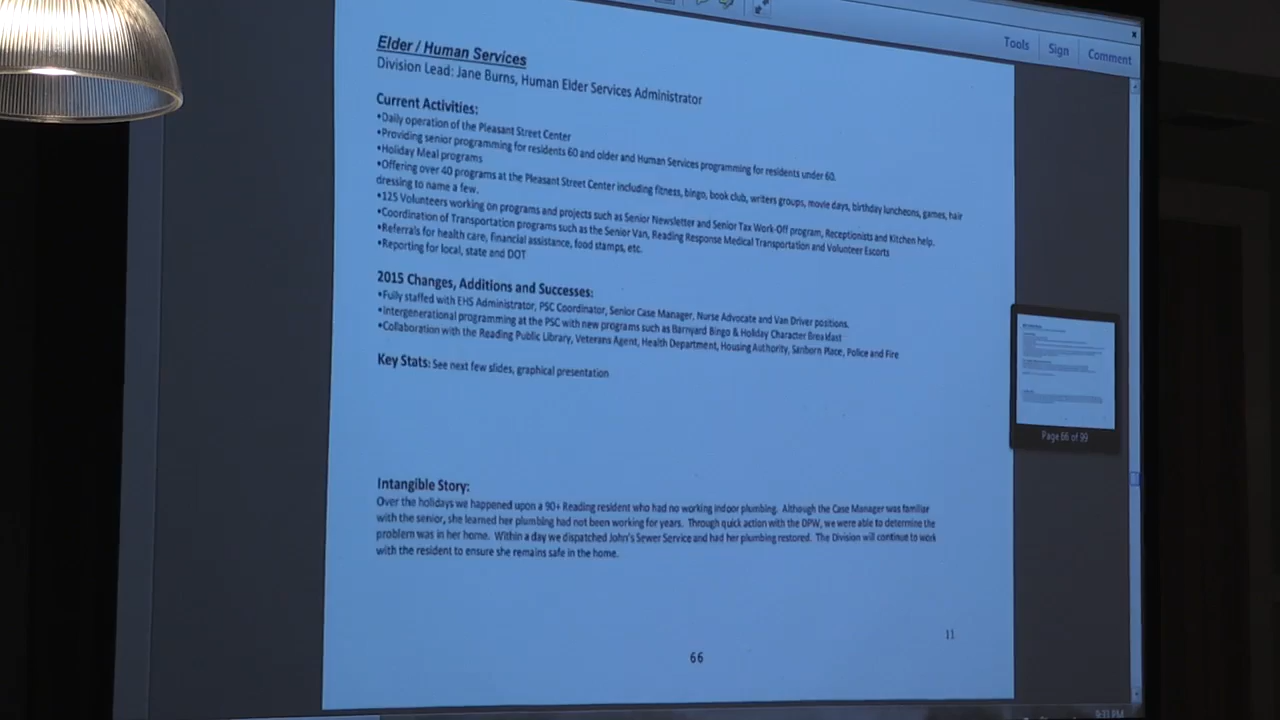 Tools Sign Comment
Elder / Human Services
Division Lead: Jane Burns, Human Elder Services Administrator
Current Activities:
•Daily operation of the Pleasant Street Center
•Providing senior programming for residents 60 and older and Human Services programming for residents under 60.
•Holiday Meal programs
•Offering over 40 programs at the Pleasant Street Center including fitness, bingo, book club, writers groups, movie days, birthday luncheons, games, hair
dressing to name a few.
•125 Volunteers working on programs and projects such as Senior Newsletter and Senior Tax Work-Off program, Receptionists and Kitchen help.
•Coordination of Transportation programs such as the Senior Van, Reading Response Medical Transportation and Volunteer Escorts
•Referrals for health care, financial assistance, food stamps, etc.
•Reporting for local, state and DOT
2015 Changes, Additions and Successes:
•Fully staffed with EHS Administrator, PSC Coordinator, Senior Case Manager, Nurse Advocate and Van Driver positions.
•Intergenerational programming at the PSC with new programs such as Barnyard Bingo & Holiday Character Breakfast
•Collaboration with the Reading Public Library, Veterans Agent, Health Department, Housing Authority, Sanborn Place, Police and Fire
Key Stats: See next few slides, graphical presentation
Page 66 of 99
Intangible Story:
Over the holidays we happened upon a 90+ Reading resident who had no working indoor plumbing. Although the Case Manager was familiar
with the senior, she learned her plumbing had not been working for years. Through quick action with the DPW, we were able to determine the
problem was in her home. Within a day we dispatched John's Sewer Service and had her plumbing restored. The Division will continue to work
with the resident to ensure she remains safe in the home.
11
66
9:31 PM